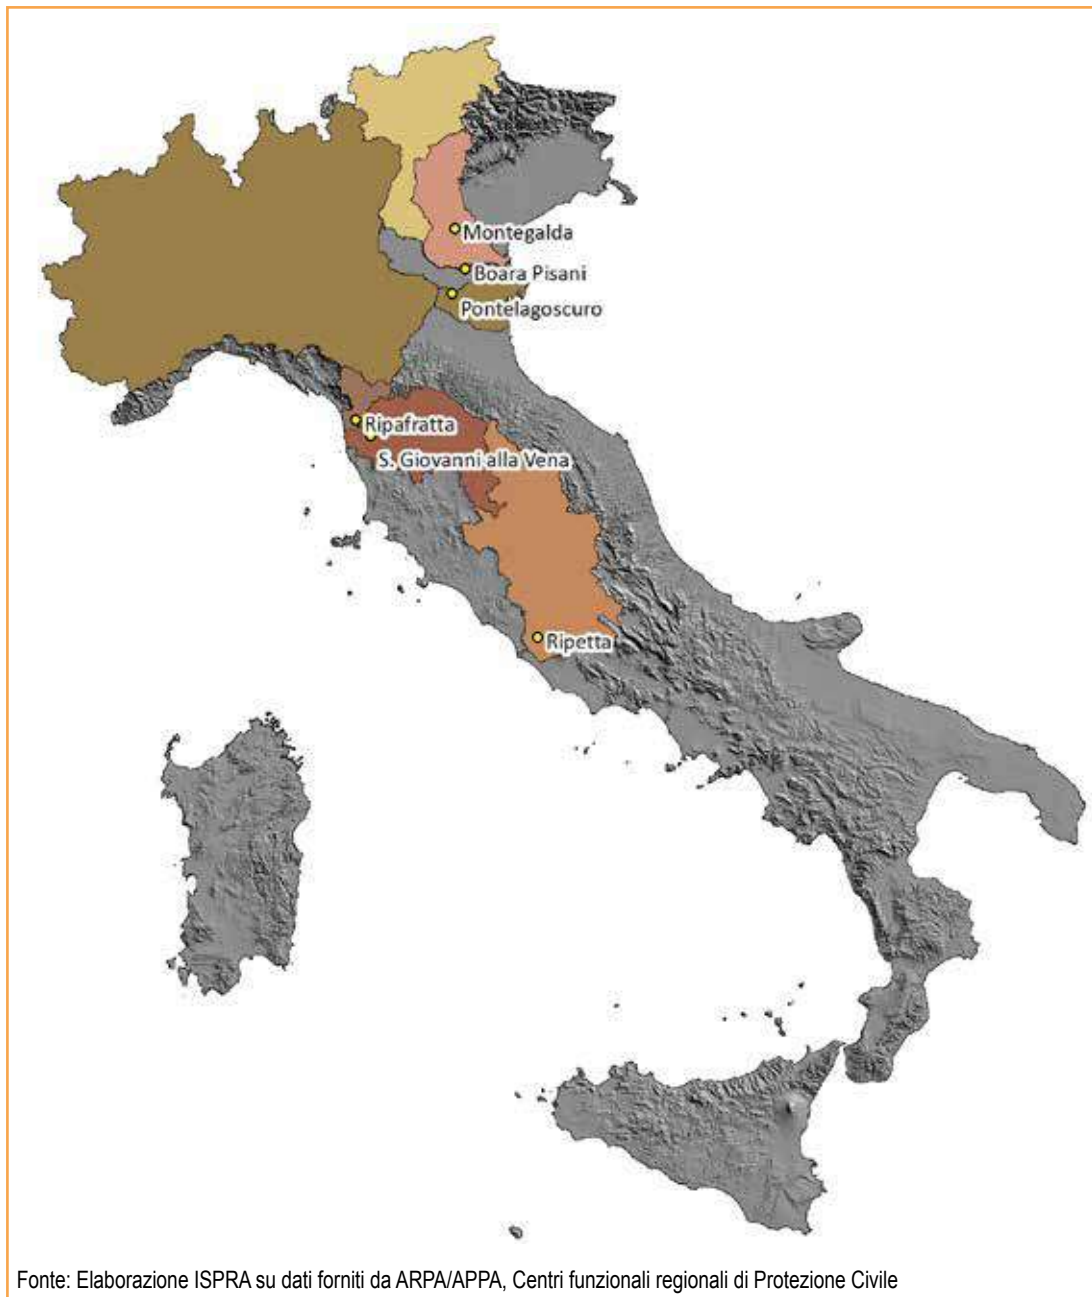 Montegalda
Boara Pisani
Pontelagoscuro
Ripafratta
S. Giovanni alla Vena
Ripetta
Fonte: Elaborazione ISPRA su dati forniti da ARPA/APPA, Centri funzionali regionali di Protezione Civile